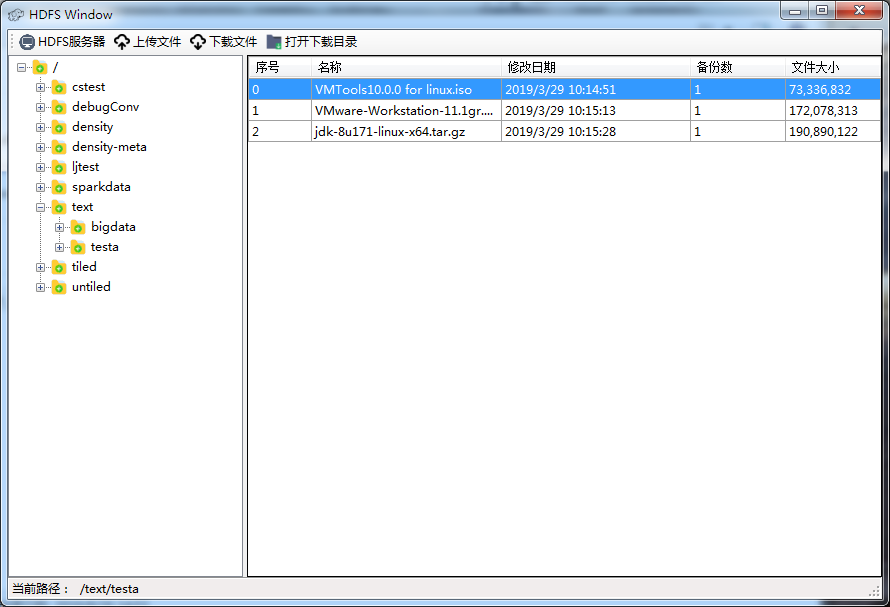 HDFS Window
HDFS服务器 上传文件 下载文件 打开下载目录
/
cstest
debugConv
density
density-meta
ljtest
sparkdata
text
bigdata
testa
tiled
untiled
序号 名称 修改日期 备份数 文件大小
0 VMTools10.0.0 for linux.iso 2019/3/29 10:14:51 1 73,336,832
1 VMware-Workstation-11.1gr.... 2019/3/29 10:15:13 1 172,078,313
2 jdk-8u171-linux-x64.tar.gz 2019/3/29 10:15:28 1 190,890,122
当前路径： /text/testa